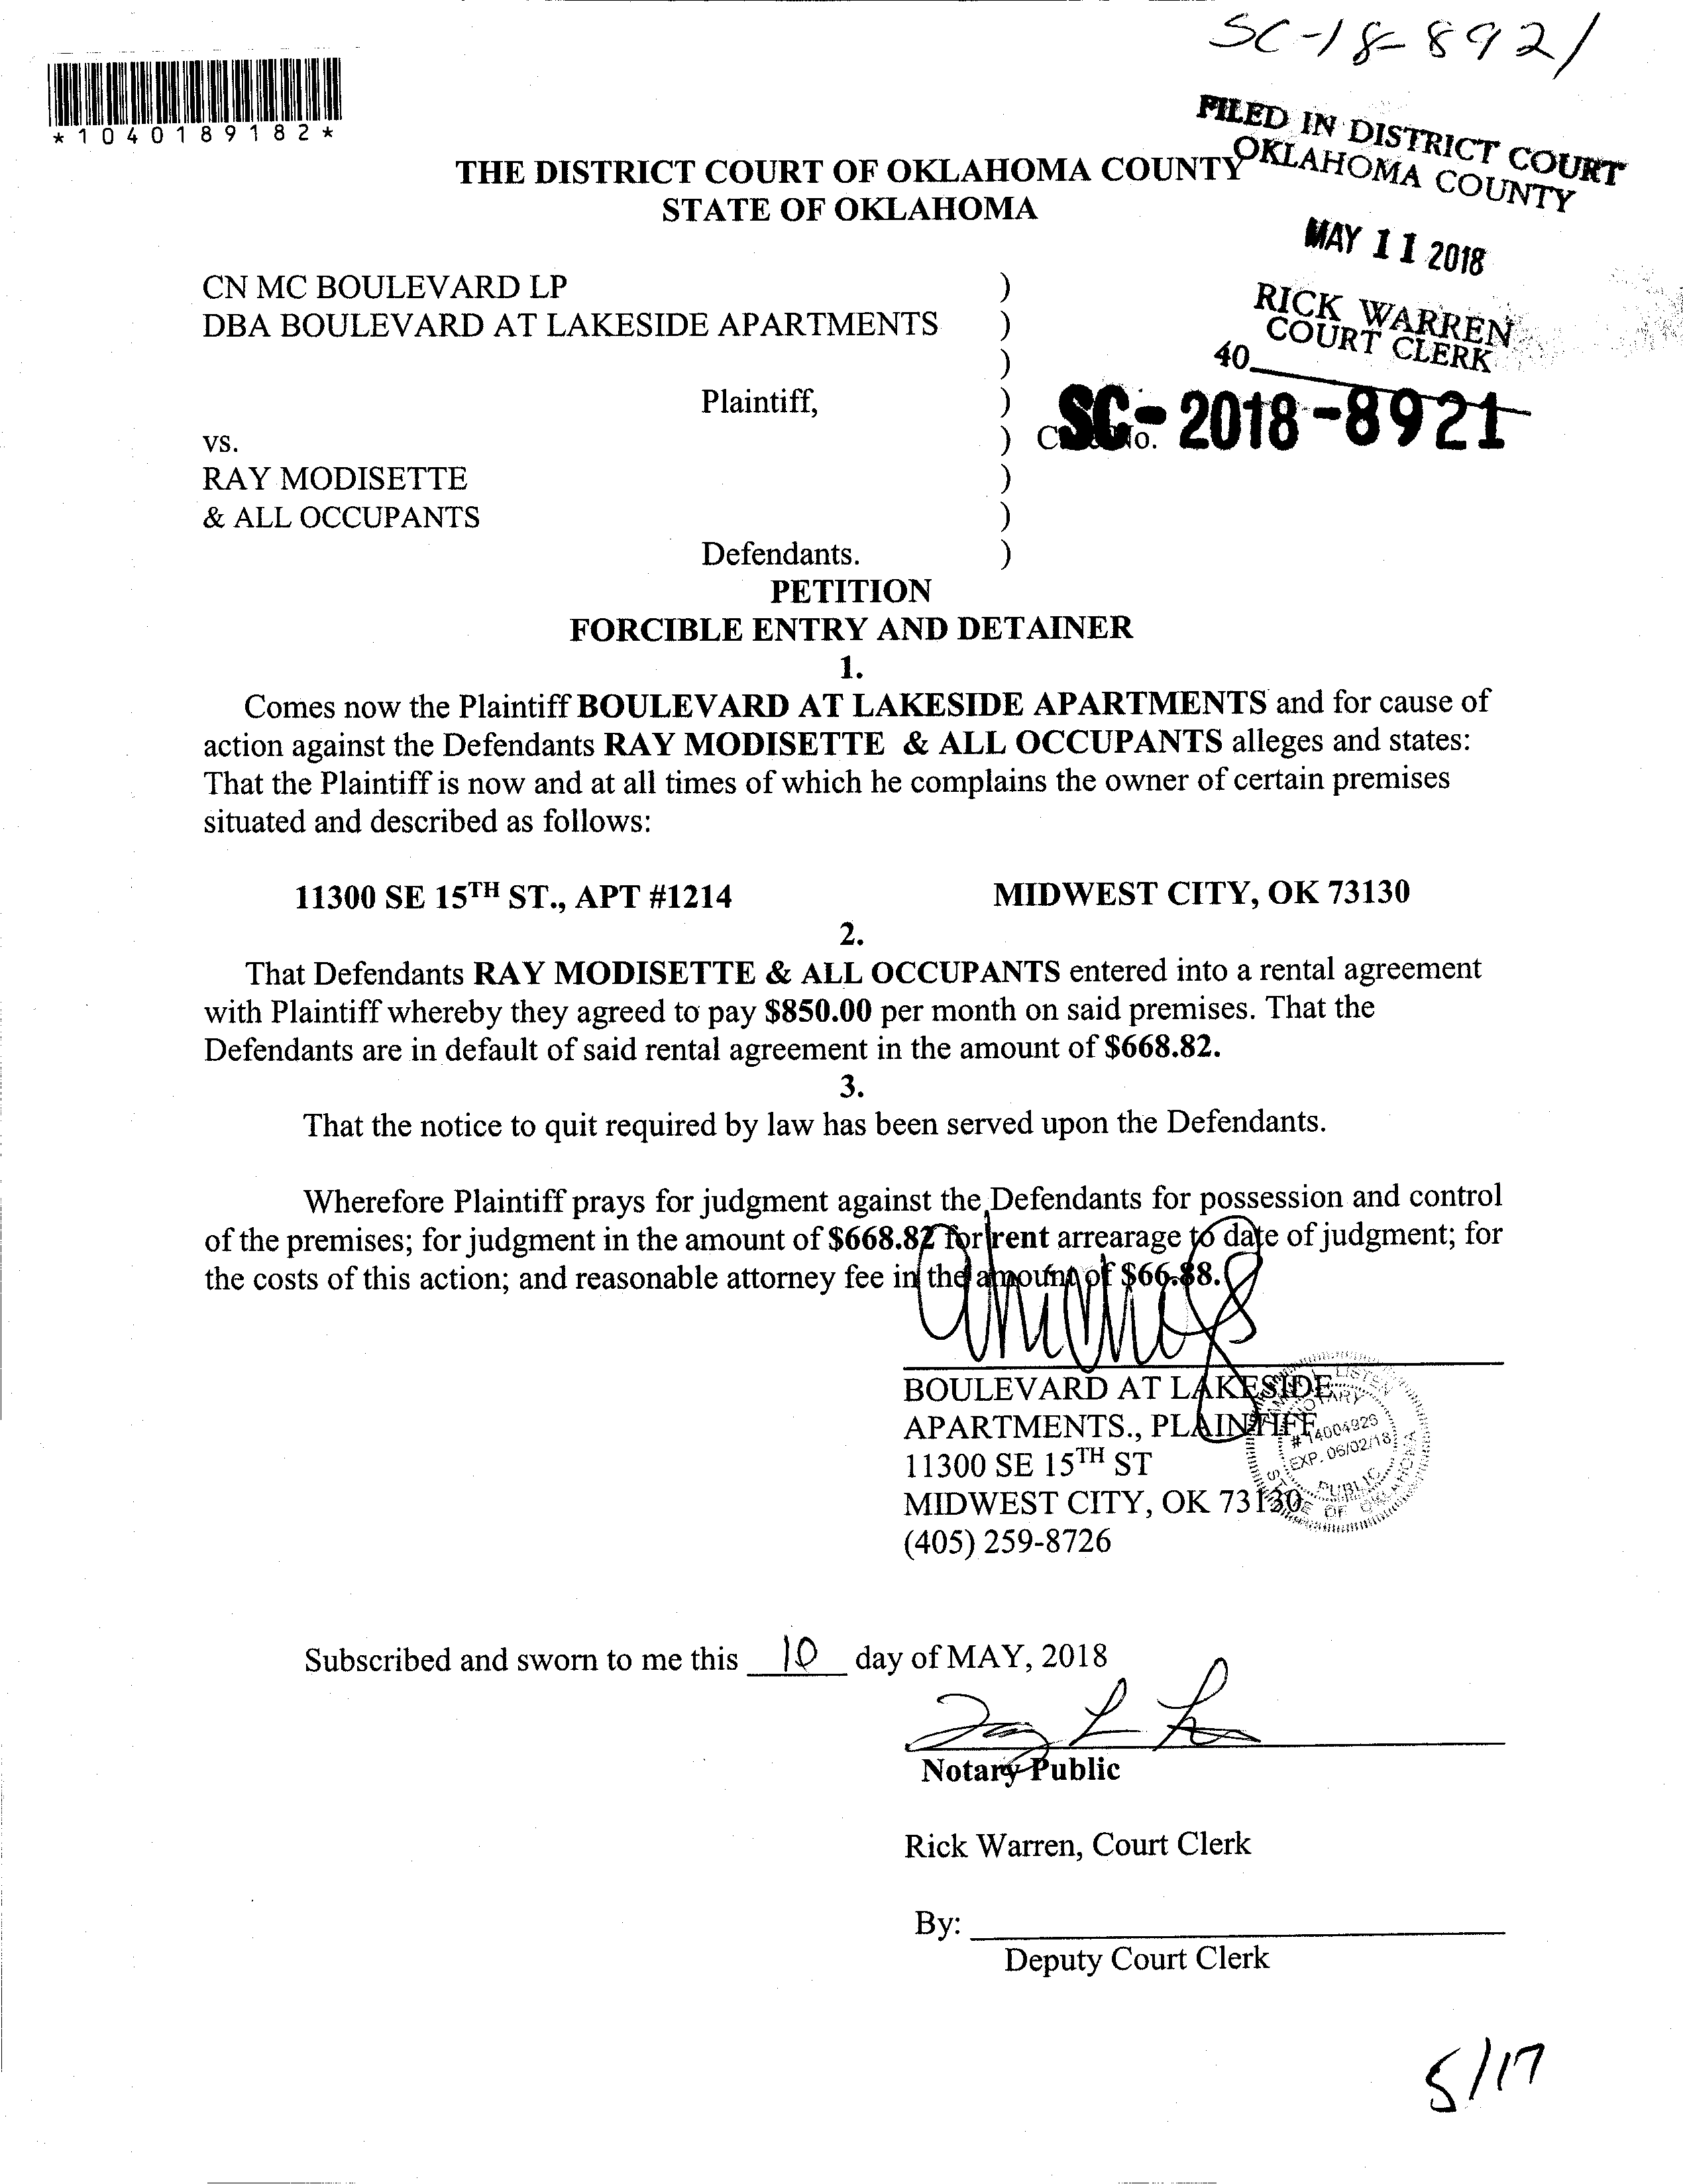 SC-18-8921
*1040189182*
FILED IN DISTRICT COURT
OKLAHOMA COUNTY
THE DISTRICT COURT OF OKLAHOMA COUNTY
STATE OF OKLAHOMA
MAY 11 2018
RICK WARREN
COURT CLERK
40
CN MC BOULEVARD LP )
DBA BOULEVARD AT LAKESIDE APARTMENTS )
)
Plaintiff, )
SC-2018-8921
vs. ) No.
RAY MODISETTE )
& ALL OCCUPANTS )
Defendants. )
PETITION
FORCIBLE ENTRY AND DETAINER
1.
Comes now the Plaintiff BOULEVARD AT LAKESIDE APARTMENTS and for cause of
action against the Defendants RAY MODISETTE & ALL OCCUPANTS alleges and states:
That the Plaintiff is now and at all times of which he complains the owner of certain premises
situated and described as follows:
11300 SE 15TH ST., APT #1214 MIDWEST CITY, OK 73130
2.
That Defendants RAY MODISETTE & ALL OCCUPANTS entered into a rental agreement
with Plaintiff whereby they agreed to pay $850.00 per month on said premises. That the
Defendants are in default of said rental agreement in the amount of $668.82.
3.
That the notice to quit required by law has been served upon the Defendants.
Wherefore Plaintiff prays for judgment against the Defendants for possession and control
of the premises; for judgment in the amount of $668.82 for rent arrearage to date of judgment; for
the costs of this action; and reasonable attorney fee in the amount of $66.88.
BOULEVARD AT LAKESIDE
APARTMENTS., PLAINTIFF
11300 SE 15TH ST
MIDWEST CITY, OK 73130
(405) 259-8726
LISTEN
NOTARY
# 14004926
EXP. 06/02/18
PUBLIC
STATE OF OKLAHOMA
Subscribed and sworn to me this 10 day of MAY, 2018
Notary Public
Rick Warren, Court Clerk
By:
Deputy Court Clerk
5/17